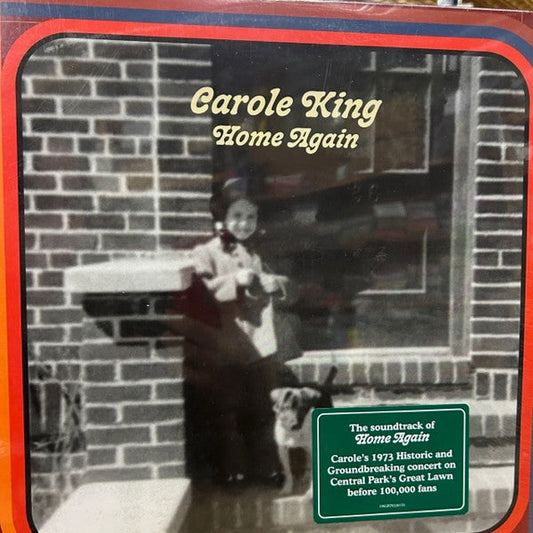 Carole King
Home Again
The soundtrack of
Home Again
Carole's 1973 Historic and
Groundbreaking concert on
Central Park's Great Lawn
before 100,000 fans